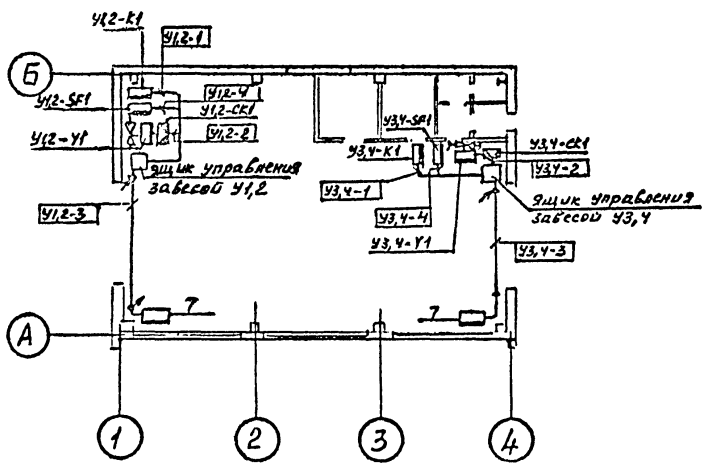 У1,2-К1
У1,2-1
Б
У1,2-SF1
У1,2-4
У1,2-СК1
У1,2-У1
У1,2-2
ящик управления
завесой У1,2
У3,4-SF1
У3,4-К1
У3,4-СК1
У3,4-2
У3,4-1
У3,4-4
У3,4-У1
ящик управления
завесой У3,4
У1,2-3
У3,4-3
А
1
2
3
4